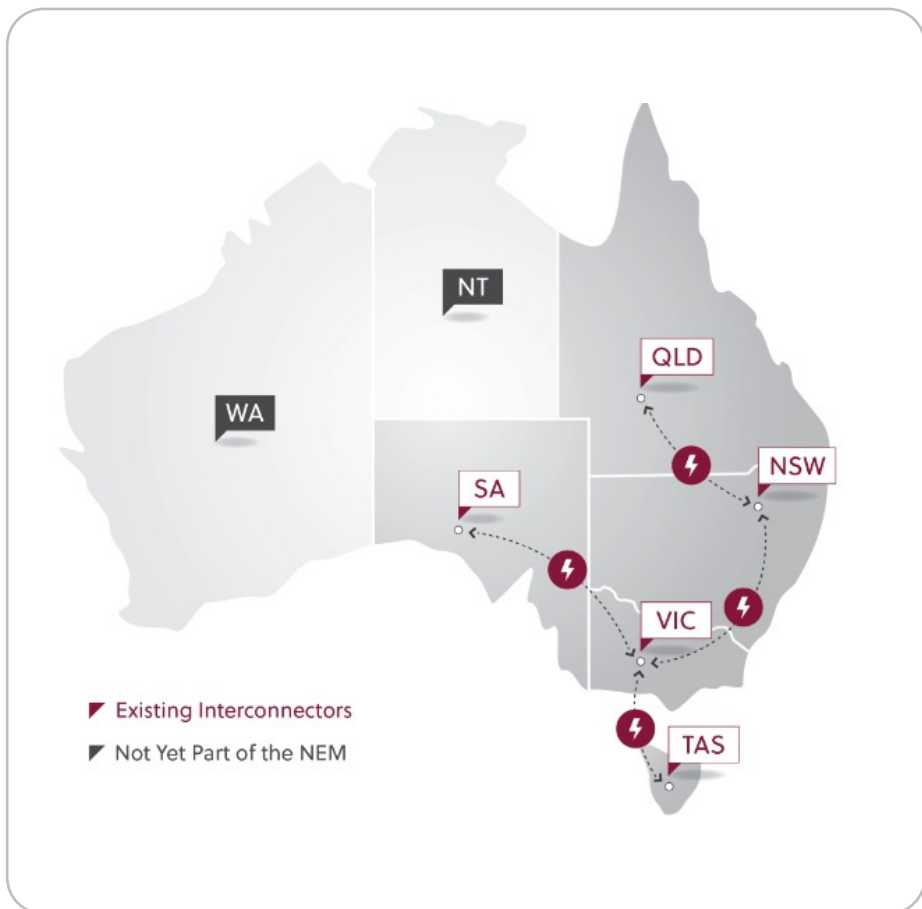 NT
QLD
WA
NSW
SA
VIC
TAS
Existing Interconnectors
Not Yet Part of the NEM